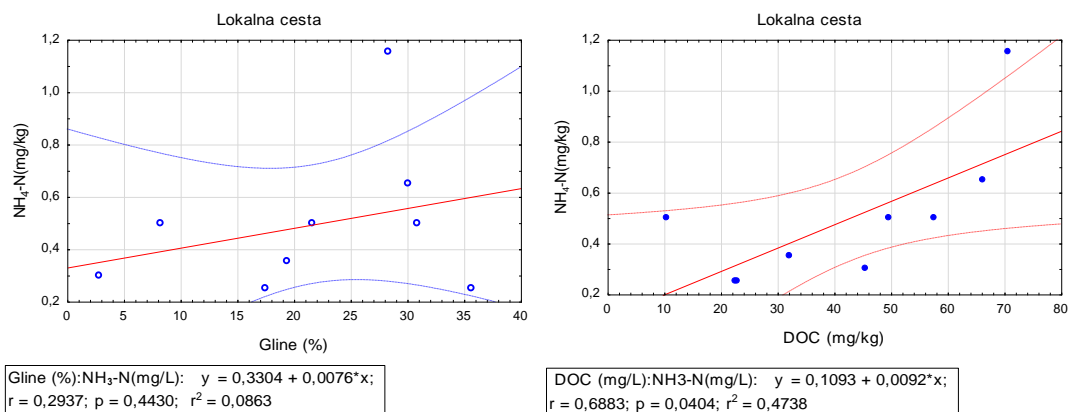 Lokalna cesta
1,2
1,0
0,8
0,6
0,4
0,2
NH₄-N(mg/kg)
0 5 10 15 20 25 30 35 40
Gline (%)
Gline (%):NH₃-N(mg/L): y = 0,3304 + 0,0076*x;
r = 0,2937; p = 0,4430; r² = 0,0863
Lokalna cesta
1,2
1,0
0,8
0,6
0,4
0,2
NH₄-N(mg/kg)
0 10 20 30 40 50 60 70 80
DOC (mg/kg)
DOC (mg/L):NH3-N(mg/L): y = 0,1093 + 0,0092*x;
r = 0,6883; p = 0,0404; r² = 0,4738